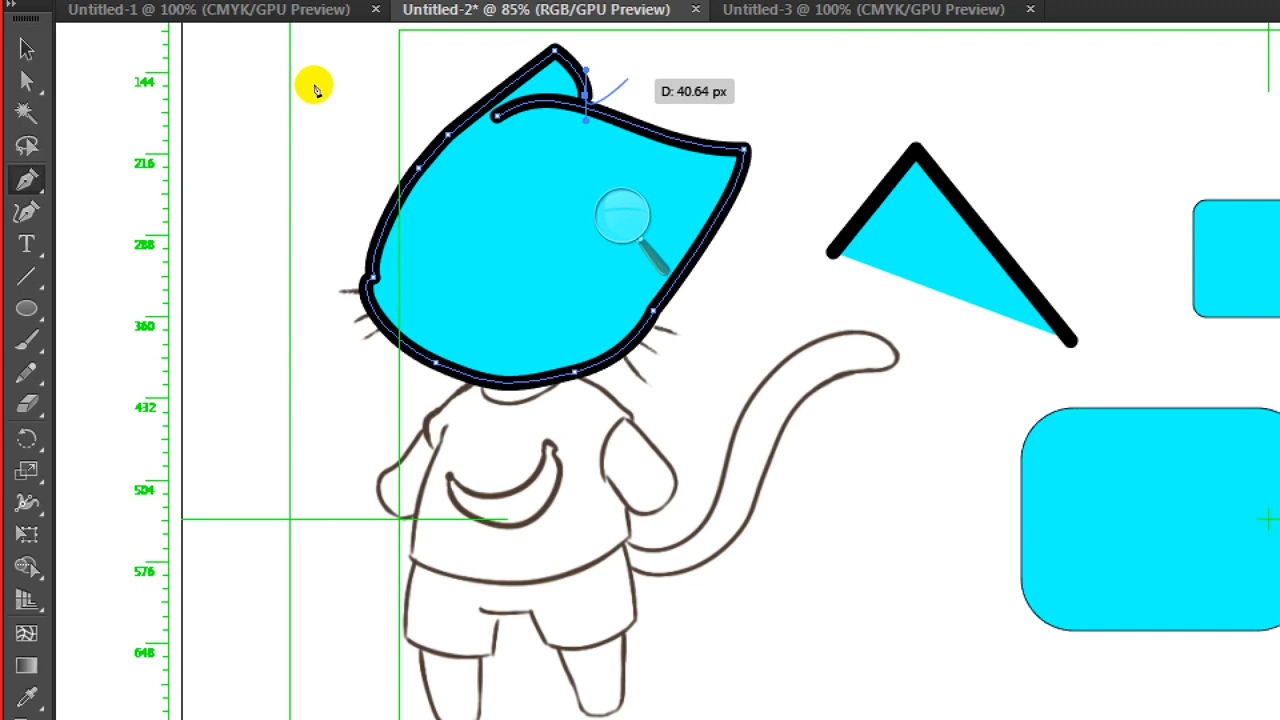 Untitled-1 @ 100% (CMYK/GPU Preview) × Untitled-2* @ 85% (RGB/GPU Preview) × Untitled-3 @ 100% (CMYK/GPU Preview) ×
D: 40.64 px
144
216
288
360
432
504
576
648
T